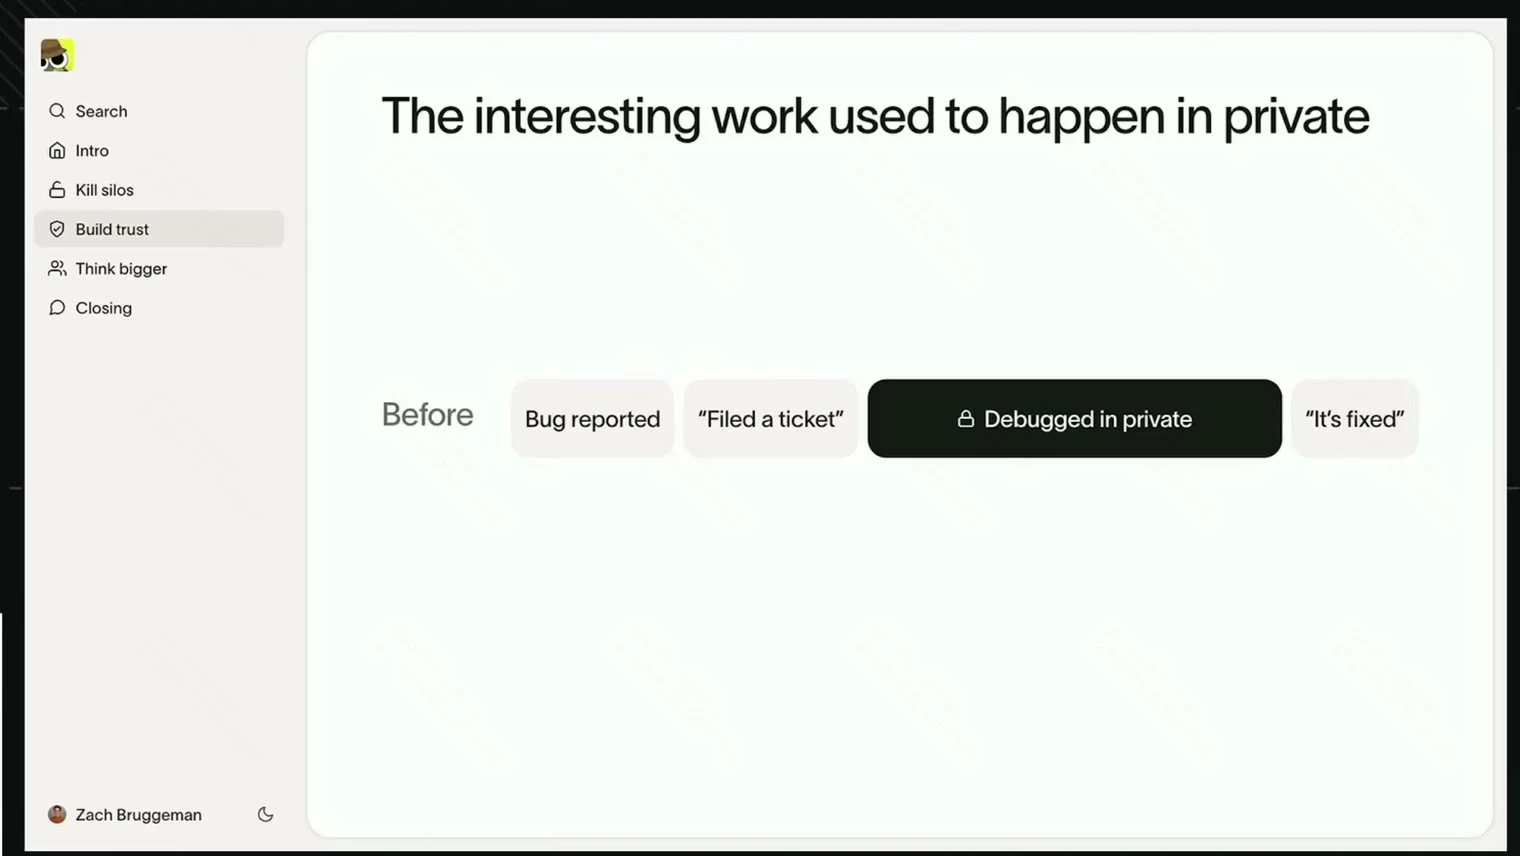 Search
Intro
Kill silos
Build trust
Think bigger
Closing
Zach Bruggeman
The interesting work used to happen in private
Before
Bug reported
“Filed a ticket”
Debugged in private
“It’s fixed”